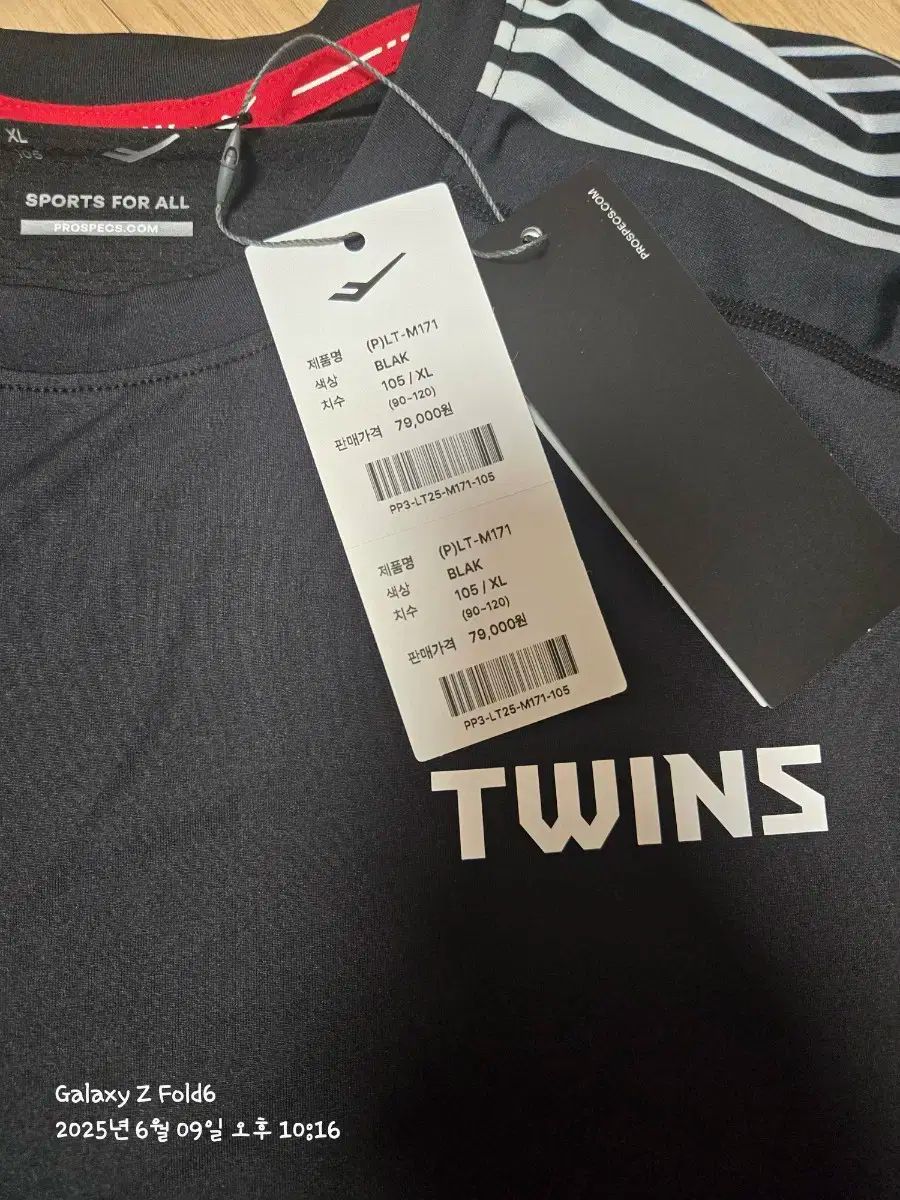 XL
105
SPORTS FOR ALL
PROSPECS.COM
PROSPECS.COM
제품명 (P)LT-M171
색상 BLAK
치수 105 / XL
(90-120)
판매가격 79,000원
PP3-LT25-M171-105
제품명 (P)LT-M171
색상 BLAK
치수 105 / XL
(90-120)
판매가격 79,000원
PP3-LT25-M171-105
TWINS
Galaxy Z Fold6
2025년 6월 09일 오후 10:16